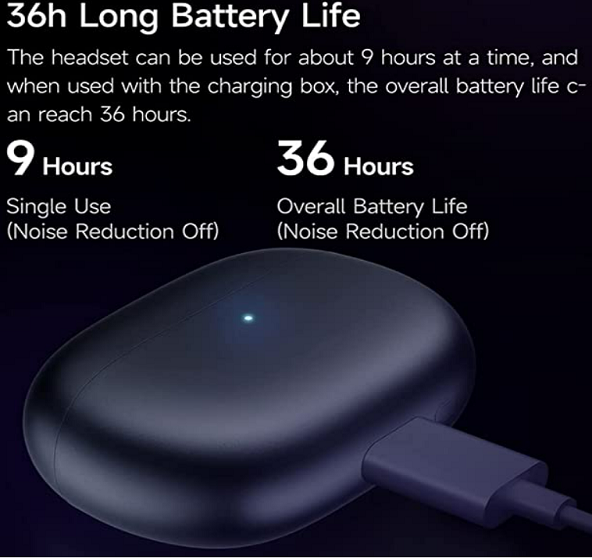 36h Long Battery Life
The headset can be used for about 9 hours at a time, and
when used with the charging box, the overall battery life c-
an reach 36 hours.
9 Hours
36 Hours
Single Use
Overall Battery Life
(Noise Reduction Off)
(Noise Reduction Off)